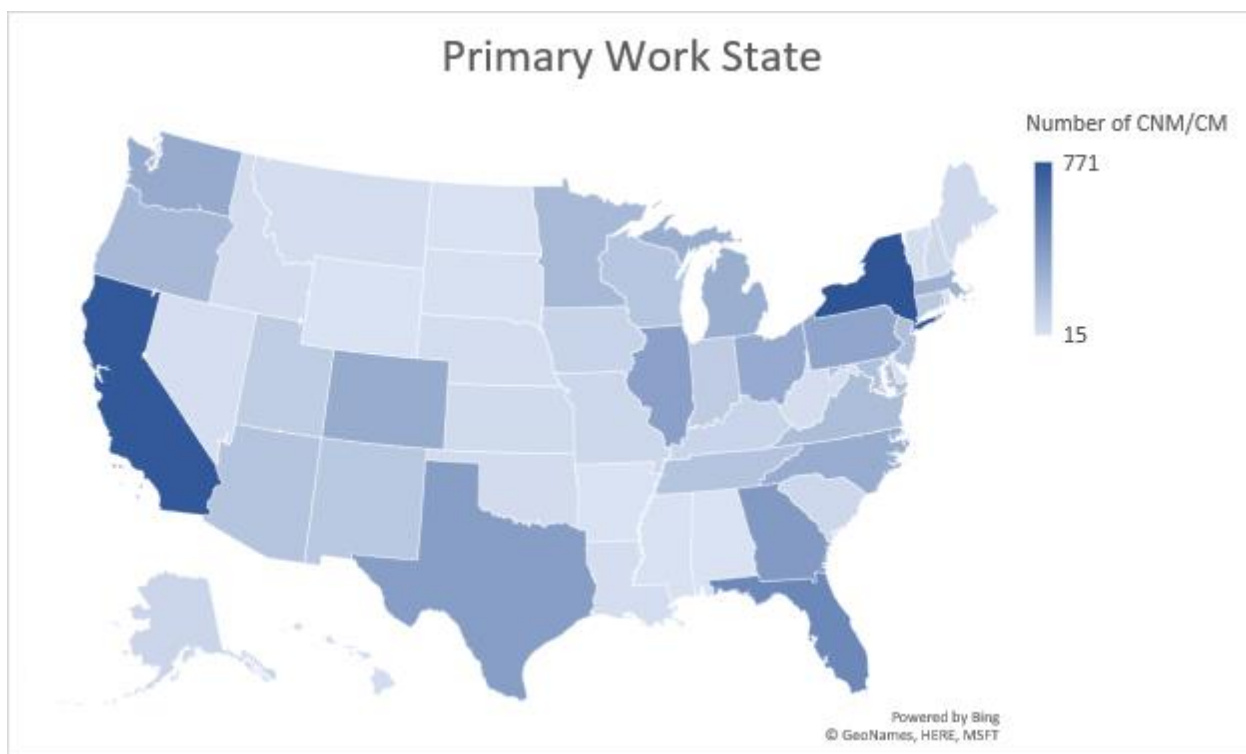 Primary Work State
Number of CNM/CM
771
15
Powered by Bing
© GeoNames, HERE, MSFT